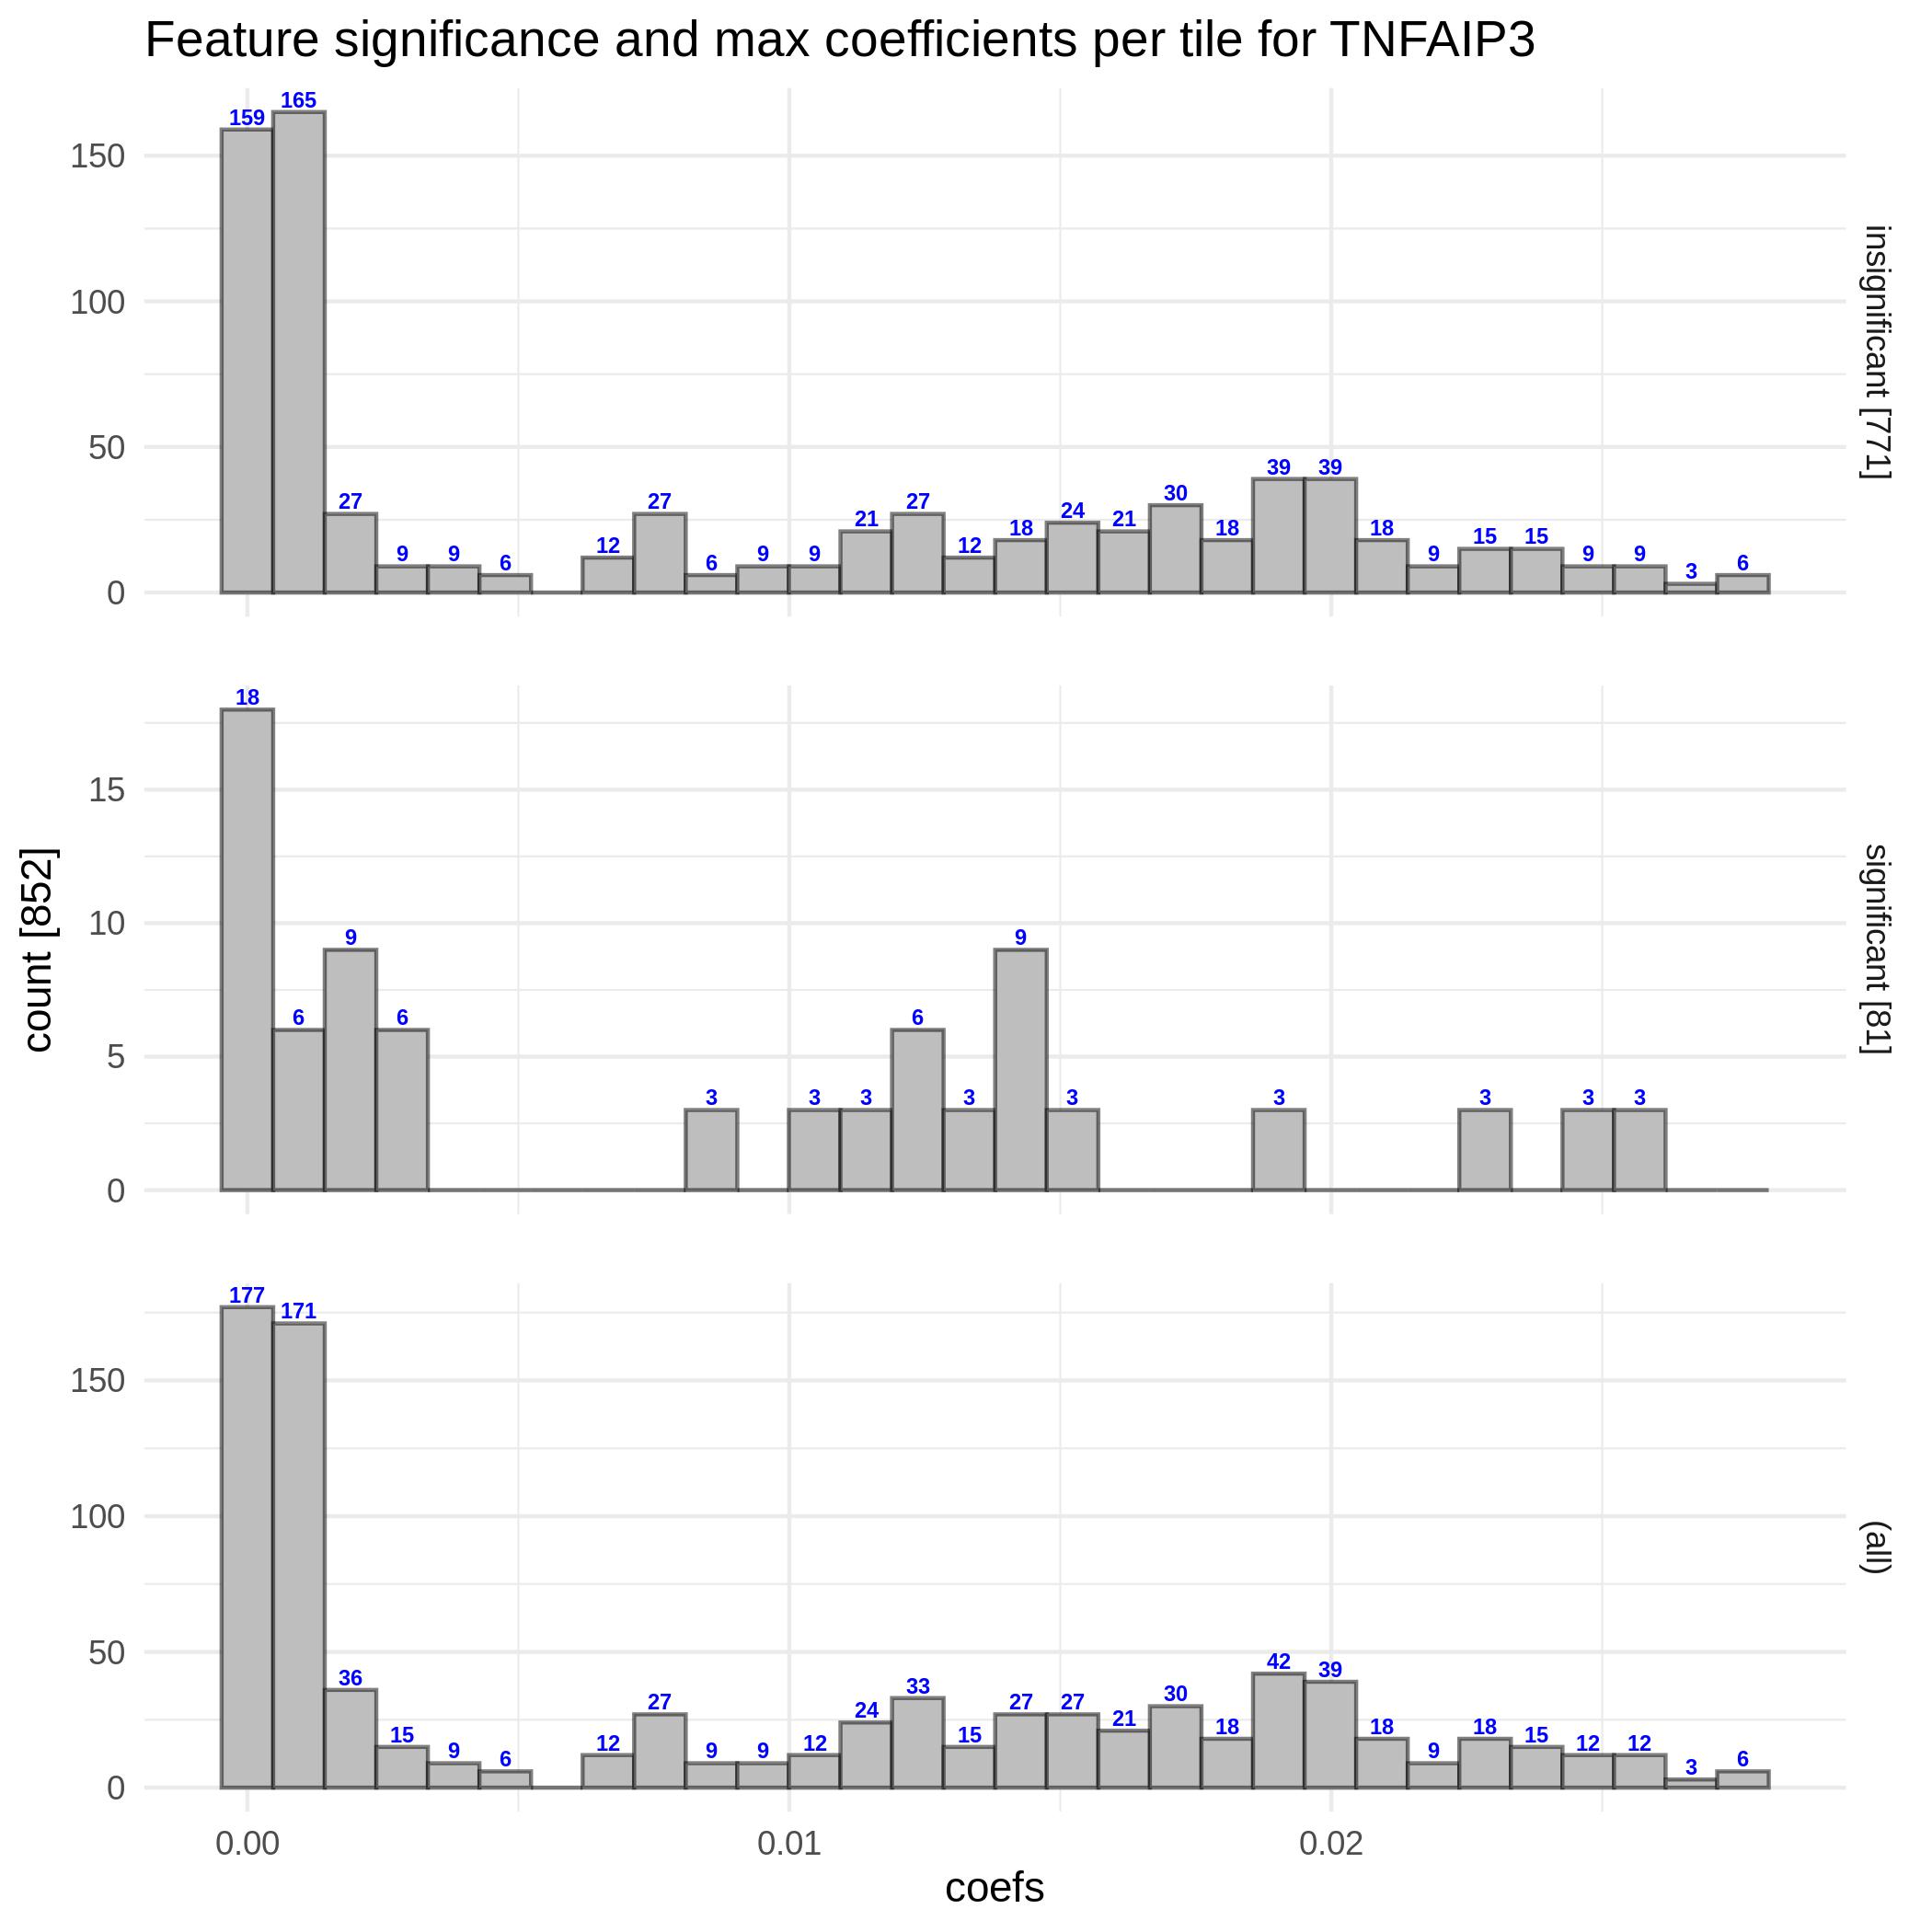 Feature significance and max coefficients per tile for TNFAIP3
159 165 27 9 9 6 12 27 6 9 9 21 27 12 18 24 21 30 18 39 39 18 9 15 15 9 9 3 6
150
100
50
0
insignificant [771]
18 6 9 6 3 3 3 6 3 9 3 3 3 3 3
15
10
5
0
count [852]
significant [81]
177 171 36 15 9 6 12 27 9 9 12 24 33 15 27 27 21 30 18 42 39 18 9 18 15 12 12 3 6
150
100
50
0
(all)
0.00 0.01 0.02
coefs